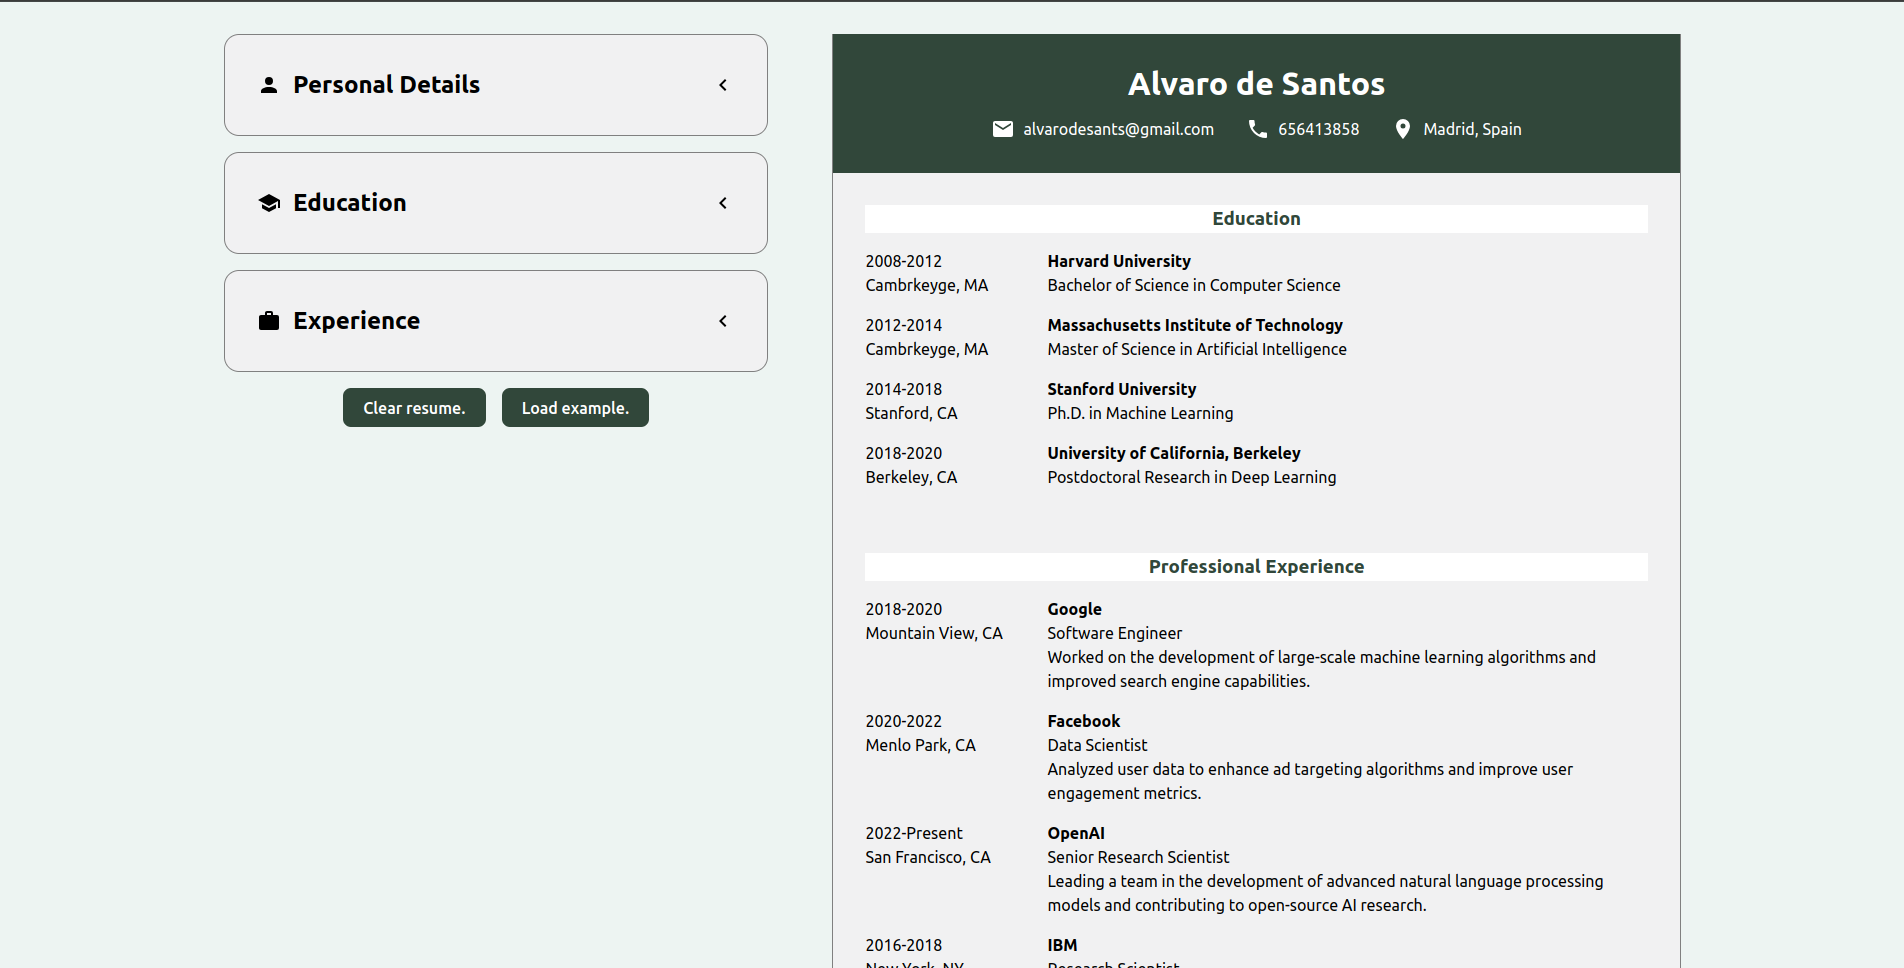 Personal Details
Education
Experience
Clear resume.
Load example.
Alvaro de Santos
alvarodesants@gmail.com
656413858
Madrid, Spain
Education
2008-2012
Cambrkeyge, MA
Harvard University
Bachelor of Science in Computer Science
2012-2014
Cambrkeyge, MA
Massachusetts Institute of Technology
Master of Science in Artificial Intelligence
2014-2018
Stanford, CA
Stanford University
Ph.D. in Machine Learning
2018-2020
Berkeley, CA
University of California, Berkeley
Postdoctoral Research in Deep Learning
Professional Experience
2018-2020
Mountain View, CA
Google
Software Engineer
Worked on the development of large-scale machine learning algorithms and
improved search engine capabilities.
2020-2022
Menlo Park, CA
Facebook
Data Scientist
Analyzed user data to enhance ad targeting algorithms and improve user
engagement metrics.
2022-Present
San Francisco, CA
OpenAI
Senior Research Scientist
Leading a team in the development of advanced natural language processing
models and contributing to open-source AI research.
2016-2018
New York, NY
IBM
Research Scientist